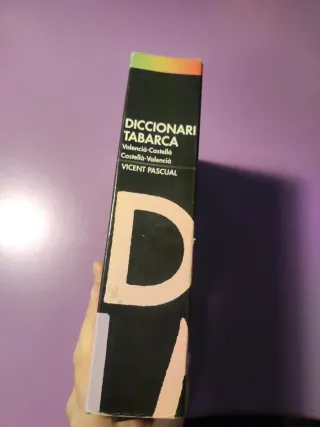 DICCIONARI
TABARCA
Valencià-Castellà
Castellà-Valencià
VICENT PASCUAL
D